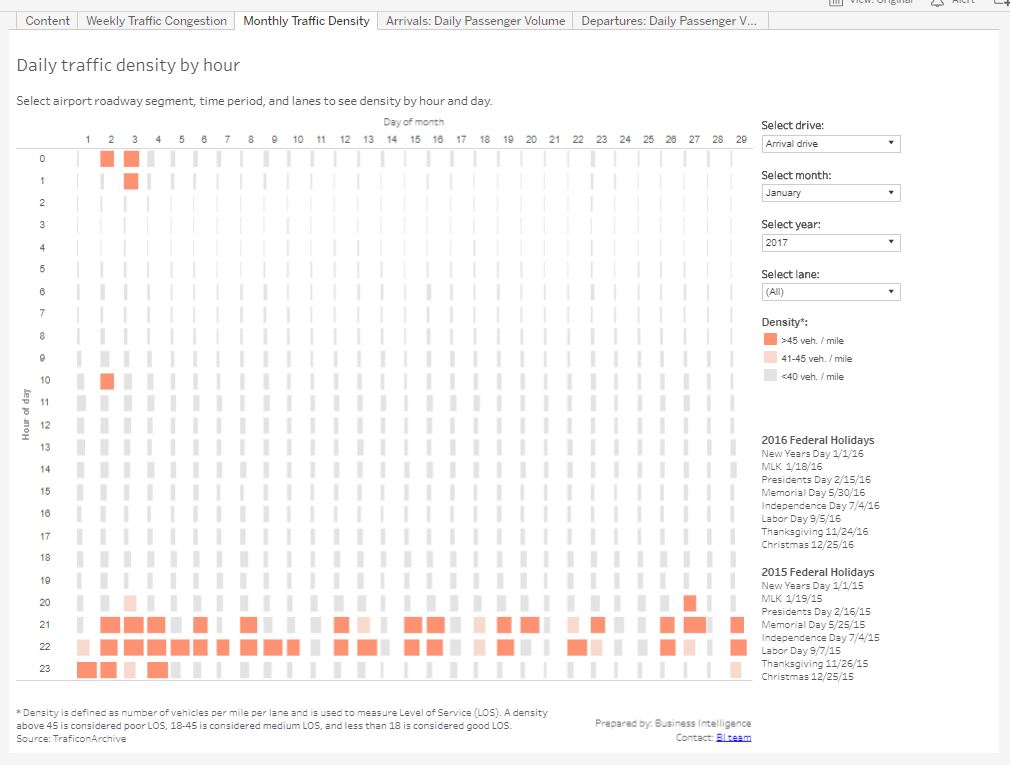 View: Original Alert
Content Weekly Traffic Congestion Monthly Traffic Density Arrivals: Daily Passenger Volume Departures: Daily Passenger V...
Daily traffic density by hour
Select airport roadway segment, time period, and lanes to see density by hour and day.
Day of month
1 2 3 4 5 6 7 8 9 10 11 12 13 14 15 16 17 18 19 20 21 22 23 24 25 26 27 28 29
Hour of day
0
1
2
3
4
5
6
7
8
9
10
11
12
13
14
15
16
17
18
19
20
21
22
23
Select drive:
Arrival drive
Select month:
January
Select year:
2017
Select lane:
(All)
Density*:
>45 veh. / mile
41-45 veh. / mile
<40 veh. / mile
2016 Federal Holidays
New Years Day 1/1/16
MLK 1/18/16
Presidents Day 2/15/16
Memorial Day 5/30/16
Independence Day 7/4/16
Labor Day 9/5/16
Thanksgiving 11/24/16
Christmas 12/25/16
2015 Federal Holidays
New Years Day 1/1/15
MLK 1/19/15
Presidents Day 2/16/15
Memorial Day 5/25/15
Independence Day 7/4/15
Labor Day 9/7/15
Thanksgiving 11/26/15
Christmas 12/25/15
* Density is defined as number of vehicles per mile per lane and is used to measure Level of Service (LOS). A density
above 45 is considered poor LOS, 18-45 is considered medium LOS, and less than 18 is considered good LOS.
Source: TraficonArchive
Prepared by: Business Intelligence
Contact: BI team